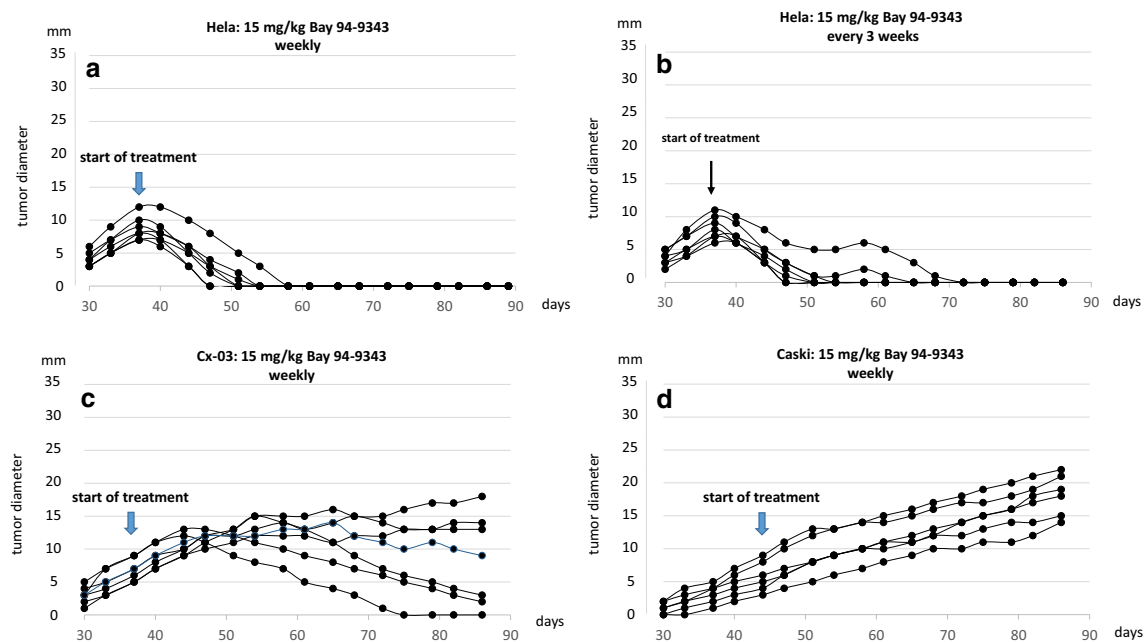 Hela: 15 mg/kg Bay 94-9343
weekly
mm
a
35
30
25
20
15
10
5
0
tumor diameter
start of treatment
30 40 50 60 70 80 90
days
Hela: 15 mg/kg Bay 94-9343
every 3 weeks
mm
b
35
30
25
20
15
10
5
0
tumor diameter
start of treatment
30 40 50 60 70 80 90
days
Cx-03: 15 mg/kg Bay 94-9343
weekly
mm
c
35
30
25
20
15
10
5
0
tumor diameter
start of treatment
30 40 50 60 70 80 90
days
Caski: 15 mg/kg Bay 94-9343
weekly
mm
d
35
30
25
20
15
10
5
0
tumor diameter
start of treatment
30 40 50 60 70 80 90
days